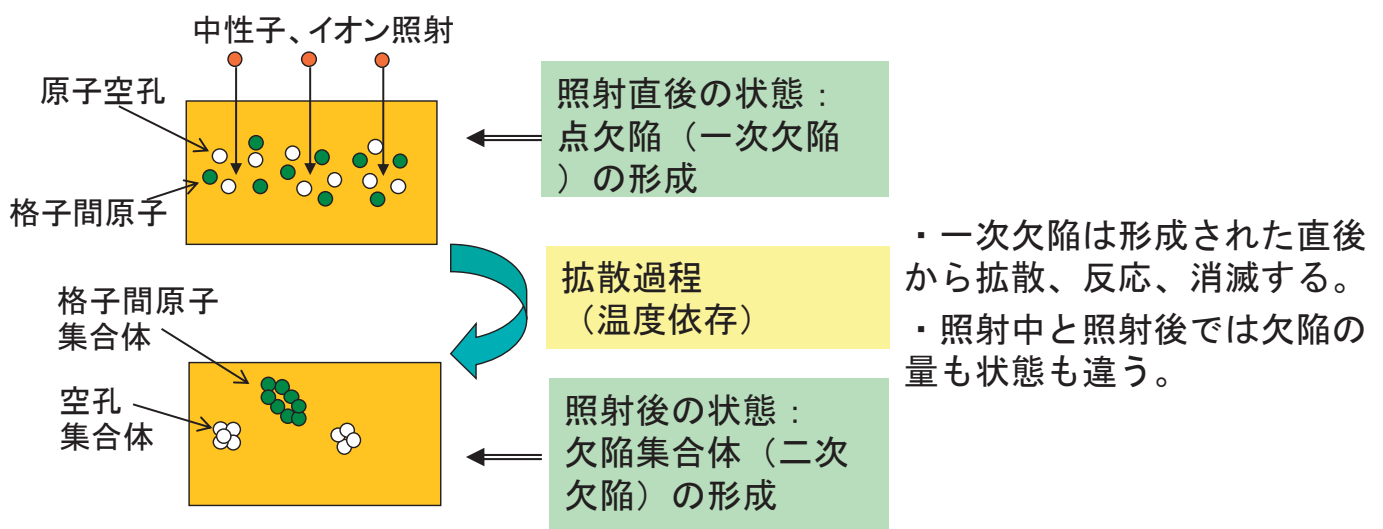 中性子、イオン照射
原子空孔
格子間原子
照射直後の状態：
点欠陥（一次欠陥
）の形成
拡散過程
（温度依存）
格子間原子
集合体
空孔
集合体
照射後の状態：
欠陥集合体（二次
欠陥）の形成
・一次欠陥は形成された直後
から拡散、反応、消滅する。
・照射中と照射後では欠陥の
量も状態も違う。